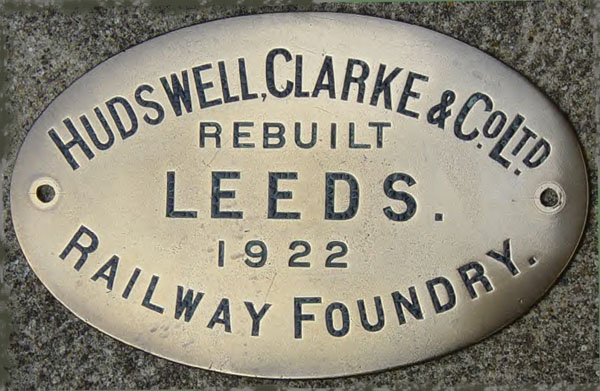 HUDSWELL, CLARKE & CO LTD.
REBUILT
LEEDS.
1922
RAILWAY FOUNDRY.